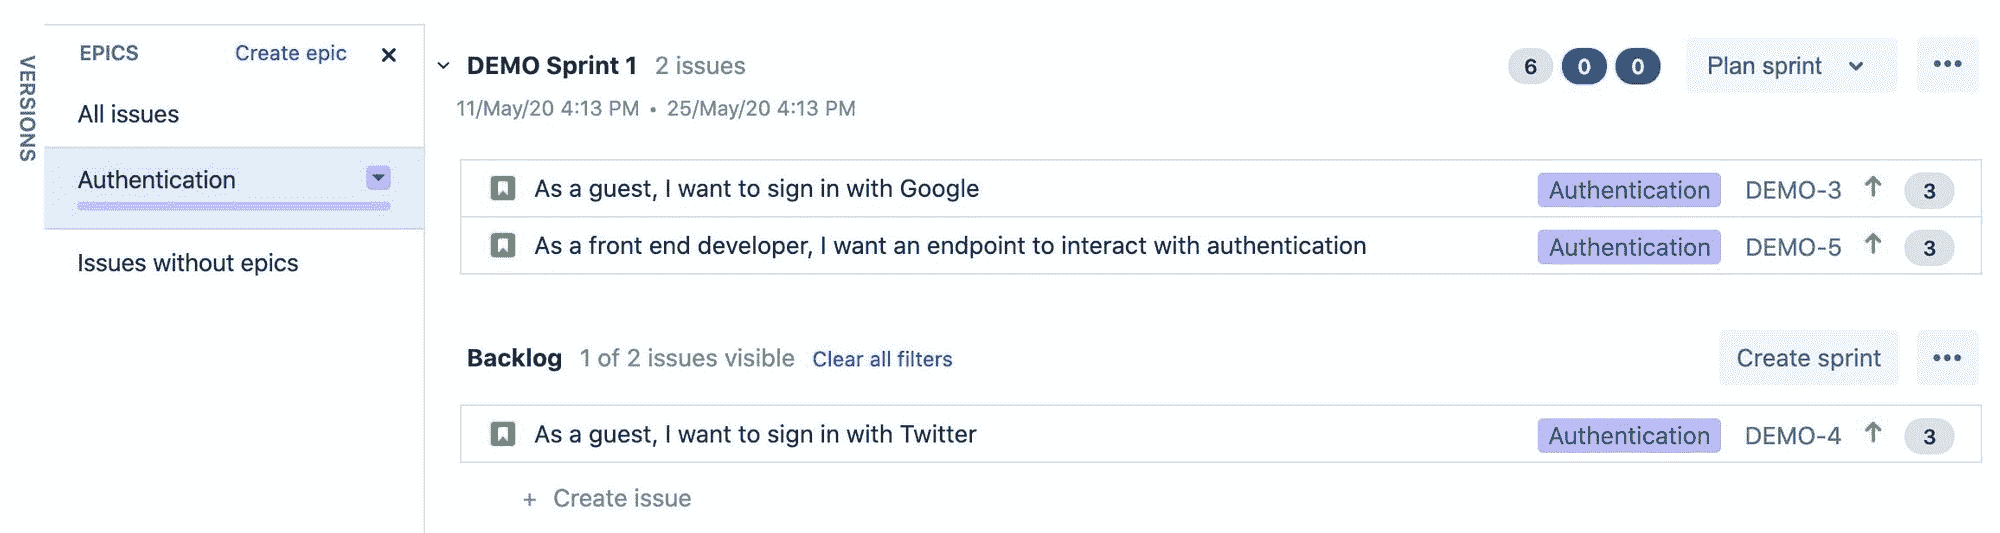 VERSIONS
EPICS Create epic ×
All issues
Authentication
Issues without epics
DEMO Sprint 1 2 issues 6 0 0 Plan sprint •••
11/May/20 4:13 PM • 25/May/20 4:13 PM
As a guest, I want to sign in with Google Authentication DEMO-3 ↑ 3
As a front end developer, I want an endpoint to interact with authentication Authentication DEMO-5 ↑ 3
Backlog 1 of 2 issues visible Clear all filters Create sprint •••
As a guest, I want to sign in with Twitter Authentication DEMO-4 ↑ 3
+ Create issue